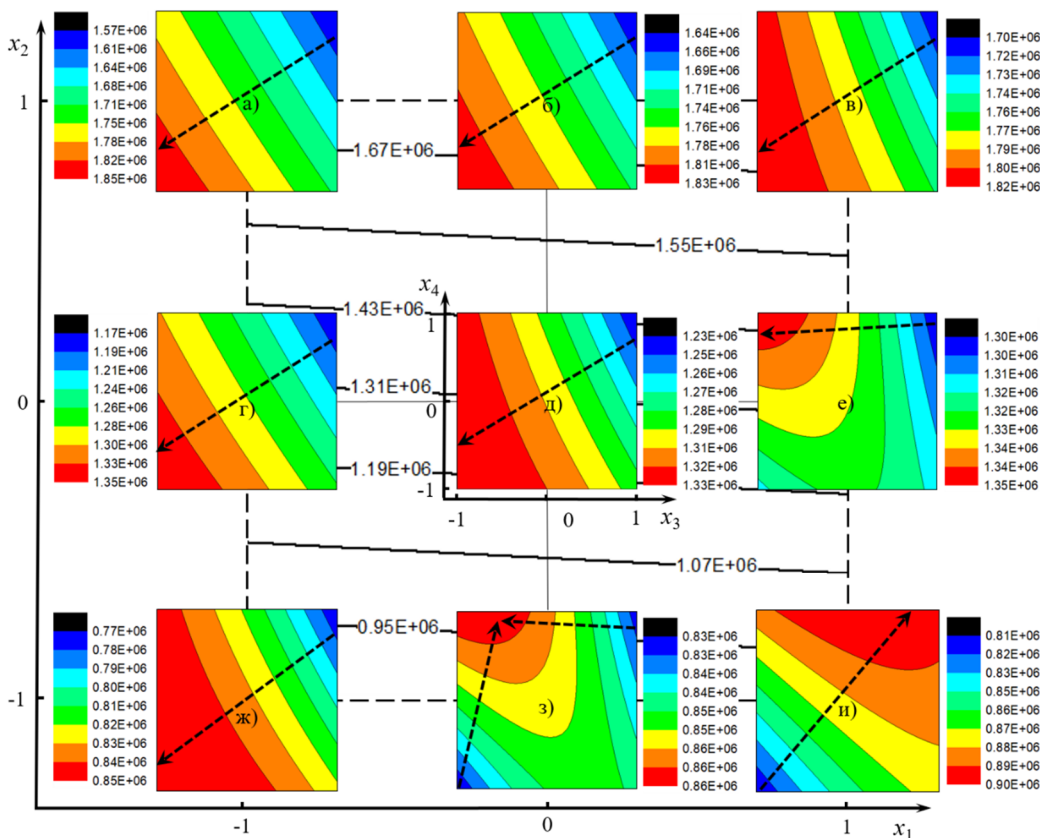 x2
1.57E+06
1.61E+06
1.64E+06
1.68E+06
1.71E+06
1.75E+06
1.78E+06
1.82E+06
1.85E+06
а)
б)
1.64E+06
1.66E+06
1.69E+06
1.71E+06
1.74E+06
1.76E+06
1.78E+06
1.81E+06
1.83E+06
в)
1.70E+06
1.72E+06
1.73E+06
1.75E+06
1.76E+06
1.77E+06
1.79E+06
1.80E+06
1.82E+06
1
1.67E+06
1.55E+06
1.43E+06
1.17E+06
1.19E+06
1.21E+06
1.24E+06
1.26E+06
1.28E+06
1.30E+06
1.33E+06
1.35E+06
г)
x4
1
0
-1
д)
-1
0
1
x3
1.23E+06
1.25E+06
1.26E+06
1.27E+06
1.28E+06
1.29E+06
1.31E+06
1.32E+06
1.33E+06
е)
1.30E+06
1.30E+06
1.31E+06
1.32E+06
1.32E+06
1.33E+06
1.34E+06
1.34E+06
1.35E+06
0
1.31E+06
1.19E+06
1.07E+06
0.95E+06
0.77E+06
0.78E+06
0.79E+06
0.80E+06
0.81E+06
0.82E+06
0.83E+06
0.84E+06
0.85E+06
ж)
з)
0.83E+06
0.83E+06
0.84E+06
0.84E+06
0.85E+06
0.85E+06
0.86E+06
0.86E+06
0.86E+06
и)
0.81E+06
0.82E+06
0.83E+06
0.85E+06
0.86E+06
0.87E+06
0.88E+06
0.89E+06
0.90E+06
-1
-1
0
1
x1